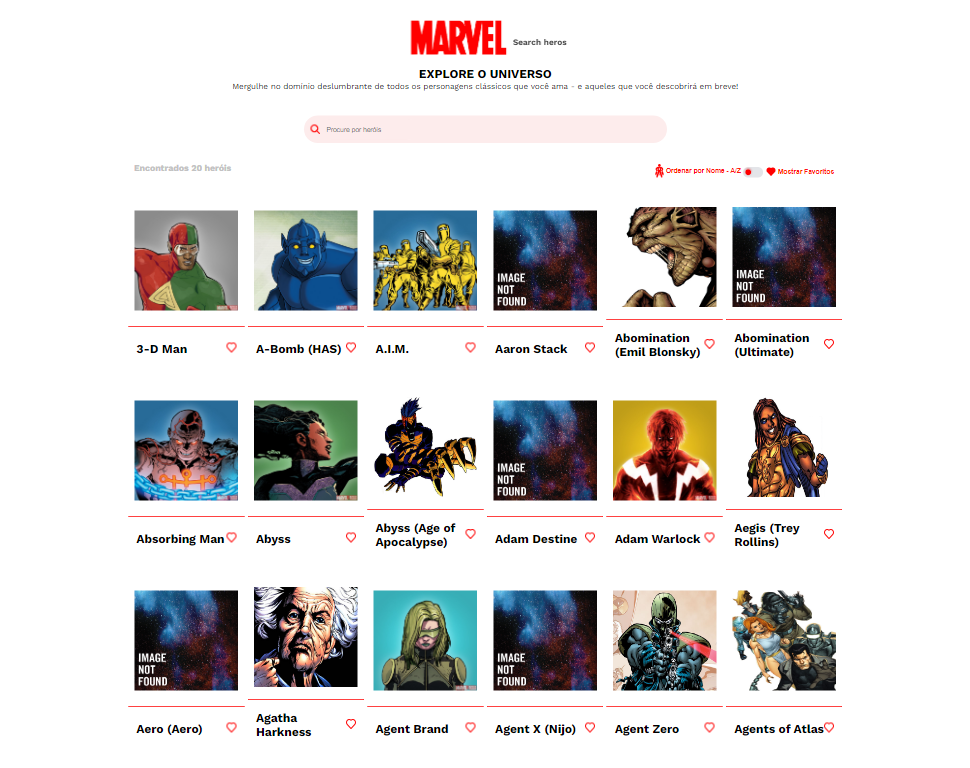 MARVEL Search heros
EXPLORE O UNIVERSO
Mergulhe no domínio deslumbrante de todos os personagens clássicos que você ama - e aqueles que você descobrirá em breve!
Procure por heróis
Encontrados 20 heróis
Ordenar por Nome - A/Z
Mostrar Favoritos
IMAGE
NOT
FOUND
IMAGE
NOT
FOUND
3-D Man
A-Bomb (HAS)
A.I.M.
Aaron Stack
Abomination
(Emil Blonsky)
Abomination
(Ultimate)
IMAGE
NOT
FOUND
Absorbing Man
Abyss
Abyss (Age of
Apocalypse)
Adam Destine
Adam Warlock
Aegis (Trey
Rollins)
IMAGE
NOT
FOUND
IMAGE
NOT
FOUND
Aero (Aero)
Agatha
Harkness
Agent Brand
Agent X (Nijo)
Agent Zero
Agents of Atlas